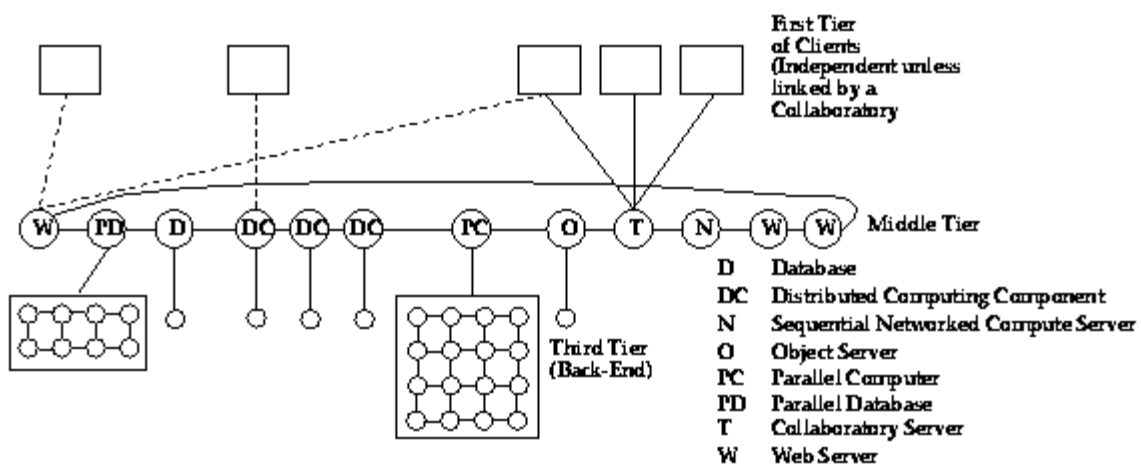 First Tier
of Clients
(Independent unless
linked by a
Collaboratory
W PD D DC DC DC PC O T N W W Middle Tier
D Database
DC Distributed Computing Component
N Sequential Networked Compute Server
O Object Server
PC Parallel Computer
PD Parallel Database
T Collaboratory Server
W Web Server
Third Tier
(Back-End)